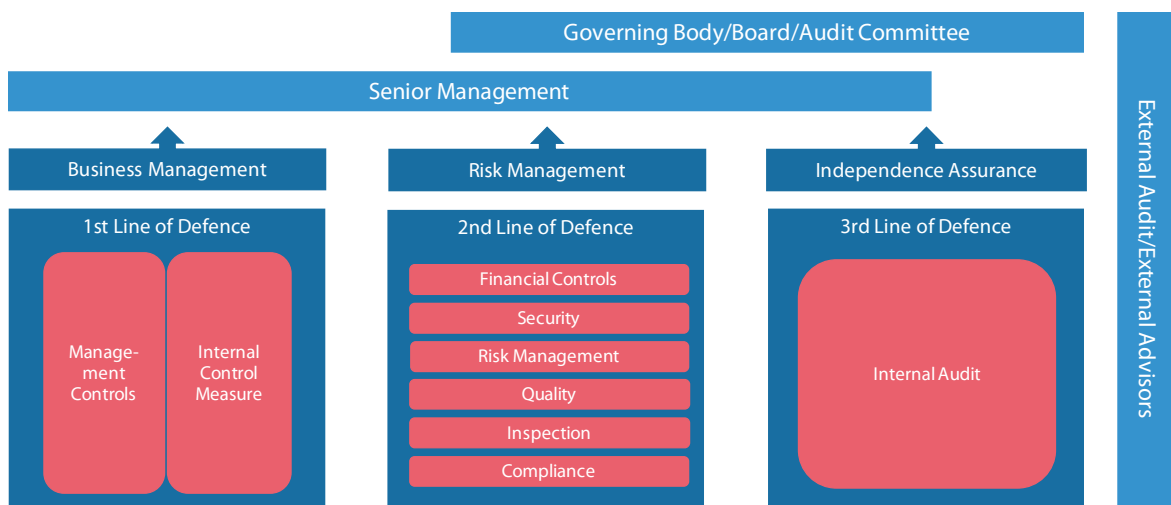 Governing Body/Board/Audit Committee
Senior Management
Business Management
Risk Management
Independence Assurance
1st Line of Defence
Manage-
ment
Controls
Internal
Control
Measure
2nd Line of Defence
Financial Controls
Security
Risk Management
Quality
Inspection
Compliance
3rd Line of Defence
Internal Audit
External Audit/External Advisors